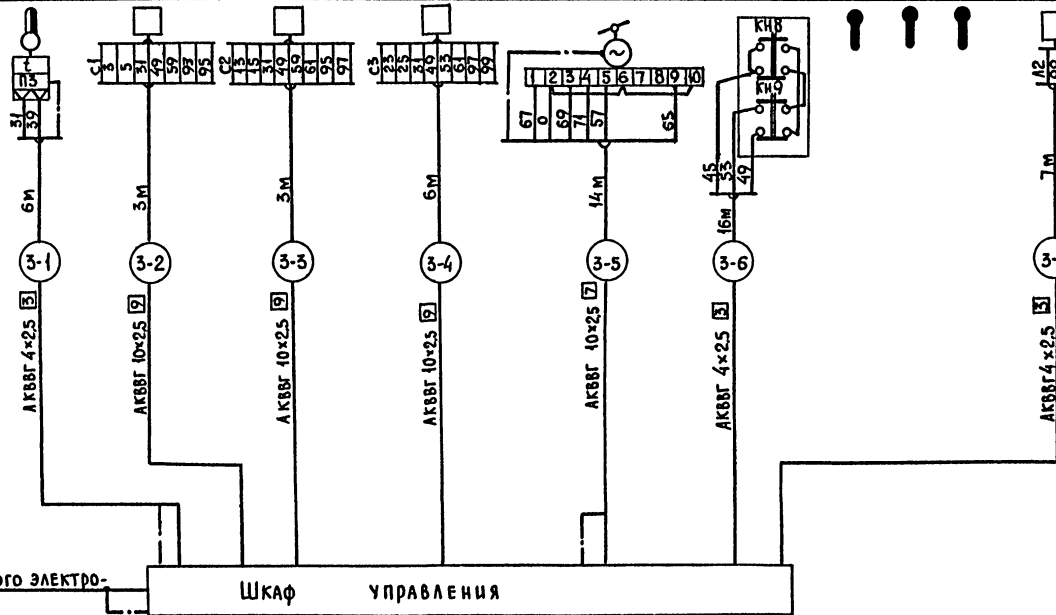 t
П3
31
39
6м
3-1
АКВВГ 4×2,5 3
С1
3
5
31
49
59
93
95
3м
3-2
АКВВГ 10×2,5 9
С2
13
15
31
49
59
61
95
97
3м
3-3
АКВВГ 10×2,5 9
С3
23
25
31
49
53
61
97
99
6м
3-4
АКВВГ 10×2,5 9
~
1 2 3 4 5 6 7 8 9 10
67
0
69
71
57
65
14м
3-5
АКВВГ 10×2,5 7
КН8
КН9
45
53
49
16м
3-6
АКВВГ 4×2,5 3
Л2
7м
3-
АКВВГ 4×2,5 3
ого электро-
Шкаф управления